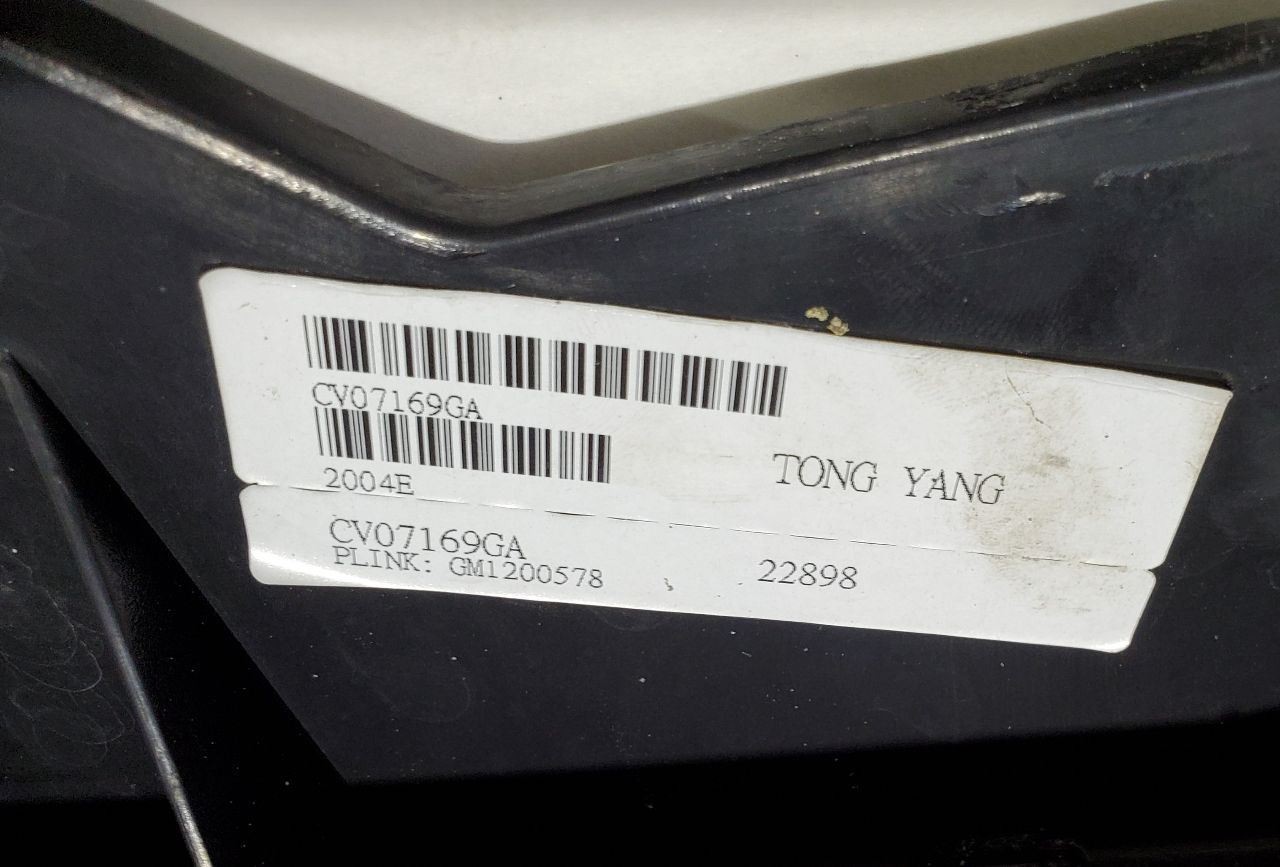 CV07169GA
2004E
TONG YANG
CV07169GA
PLINK: GM1200578
22898